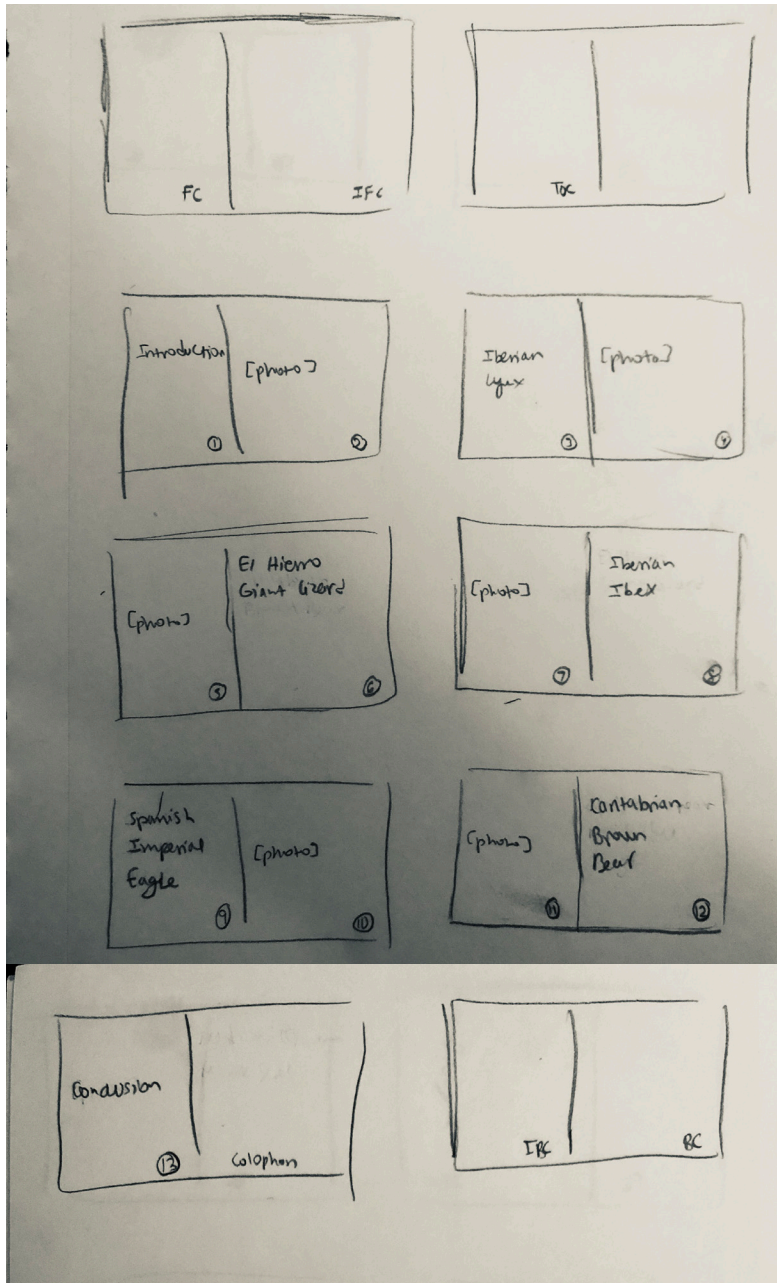 FC
IFC
TOC
Introduction
[photo]
1
2
Iberian
Lynx
[photo]
3
4
[photo]
El Hierro
Giant Lizard
5
6
[photo]
Iberian
Ibex
7
8
Spanish
Imperial
Eagle
[photo]
9
10
[photo]
Cantabrian
Brown
Bear
11
12
Conclusion
13
Colophon
IBC
BC